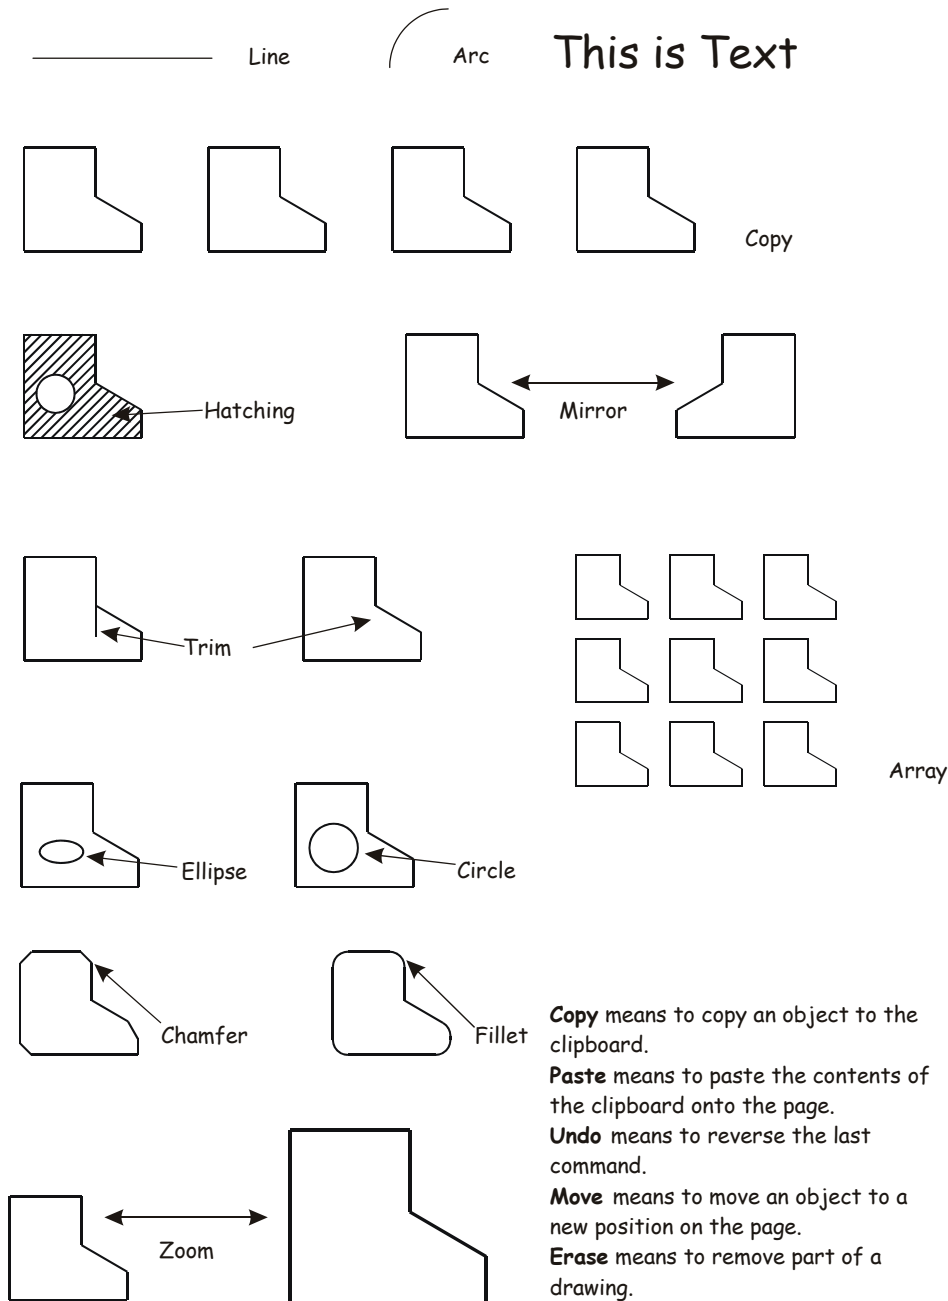 Line
Arc
This is Text
Copy
Hatching
Mirror
Trim
Array
Ellipse
Circle
Chamfer
Fillet
Copy means to copy an object to the
clipboard.
Paste means to paste the contents of
the clipboard onto the page.
Undo means to reverse the last
command.
Move means to move an object to a
new position on the page.
Erase means to remove part of a
drawing.
Zoom